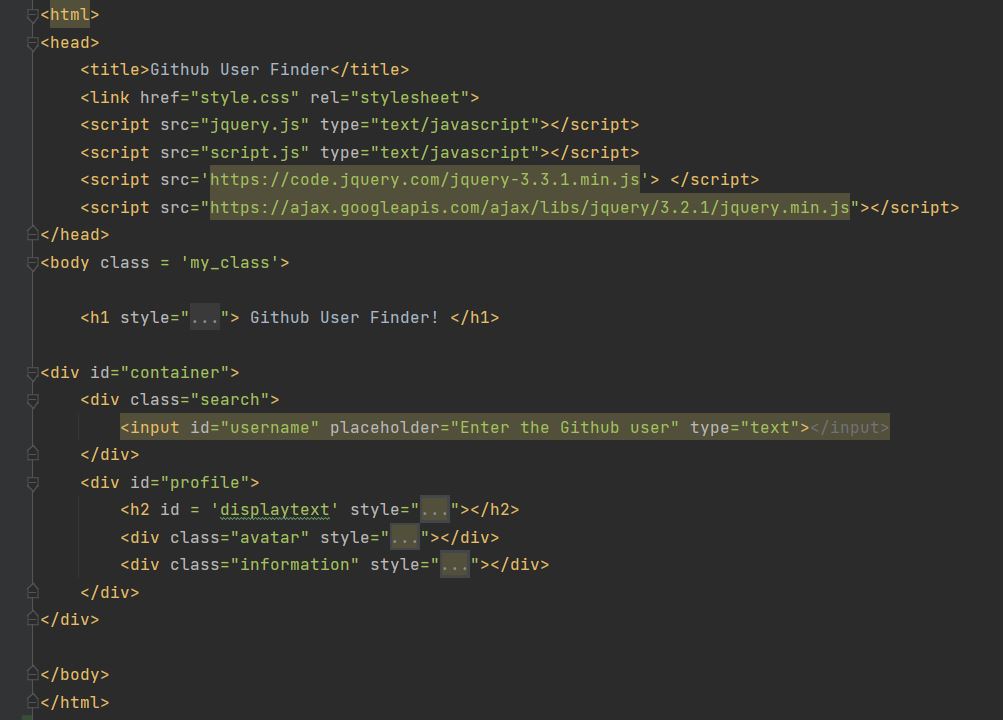 <html>
<head>
    <title>Github User Finder</title>
    <link href="style.css" rel="stylesheet">
    <script src="jquery.js" type="text/javascript"></script>
    <script src="script.js" type="text/javascript"></script>
    <script src='https://code.jquery.com/jquery-3.3.1.min.js'> </script>
    <script src="https://ajax.googleapis.com/ajax/libs/jquery/3.2.1/jquery.min.js"></script>
</head>
<body class = 'my_class'>
    <h1 style="..."> Github User Finder! </h1>
<div id="container">
    <div class="search">
        <input id="username" placeholder="Enter the Github user" type="text"></input>
    </div>
    <div id="profile">
        <h2 id = 'displaytext' style="..."></h2>
        <div class="avatar" style="..."></div>
        <div class="information" style="..."></div>
    </div>
</div>
</body>
</html>